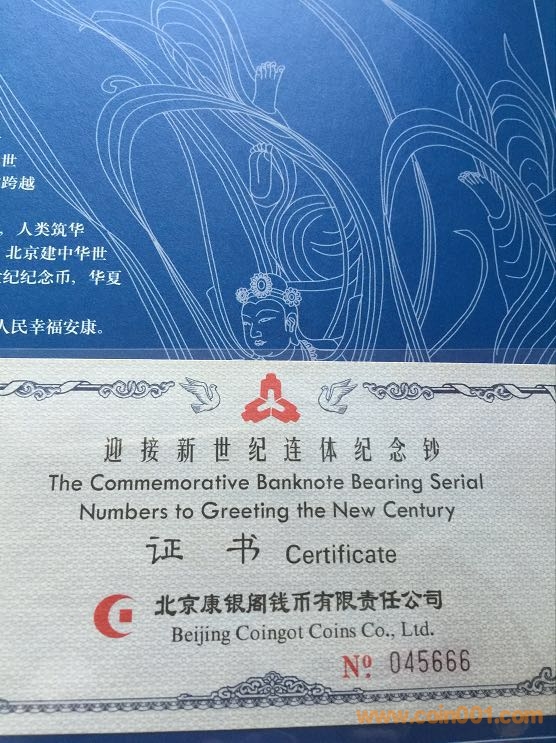 世
跨越
，人类筑华
北京建中华世
世纪纪念币，华夏
人民幸福安康。
迎接新世纪连体纪念钞
The Commemorative Banknote Bearing Serial
Numbers to Greeting the New Century
证 书 Certificate
北京康银阁钱币有限责任公司
Beijing Coingot Coins Co., Ltd.
Nº 045666
www.coin001.com